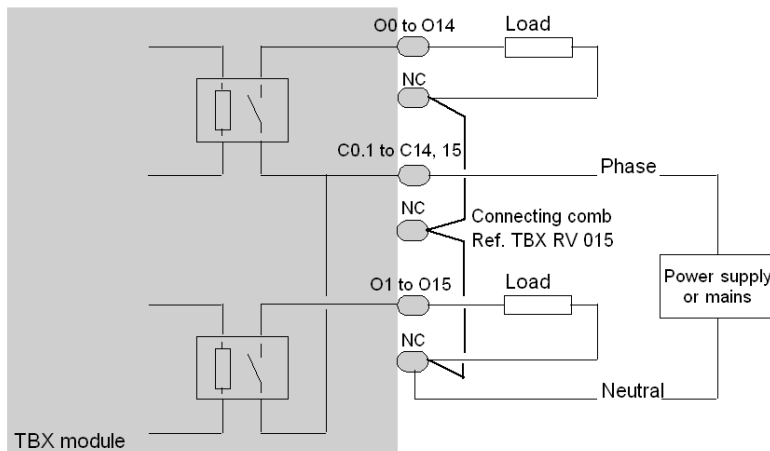 O0 to O14
Load
NC
C0.1 to C14, 15
Phase
NC
Connecting comb
Ref. TBX RV 015
Power supply
or mains
O1 to O15
Load
NC
Neutral
TBX module